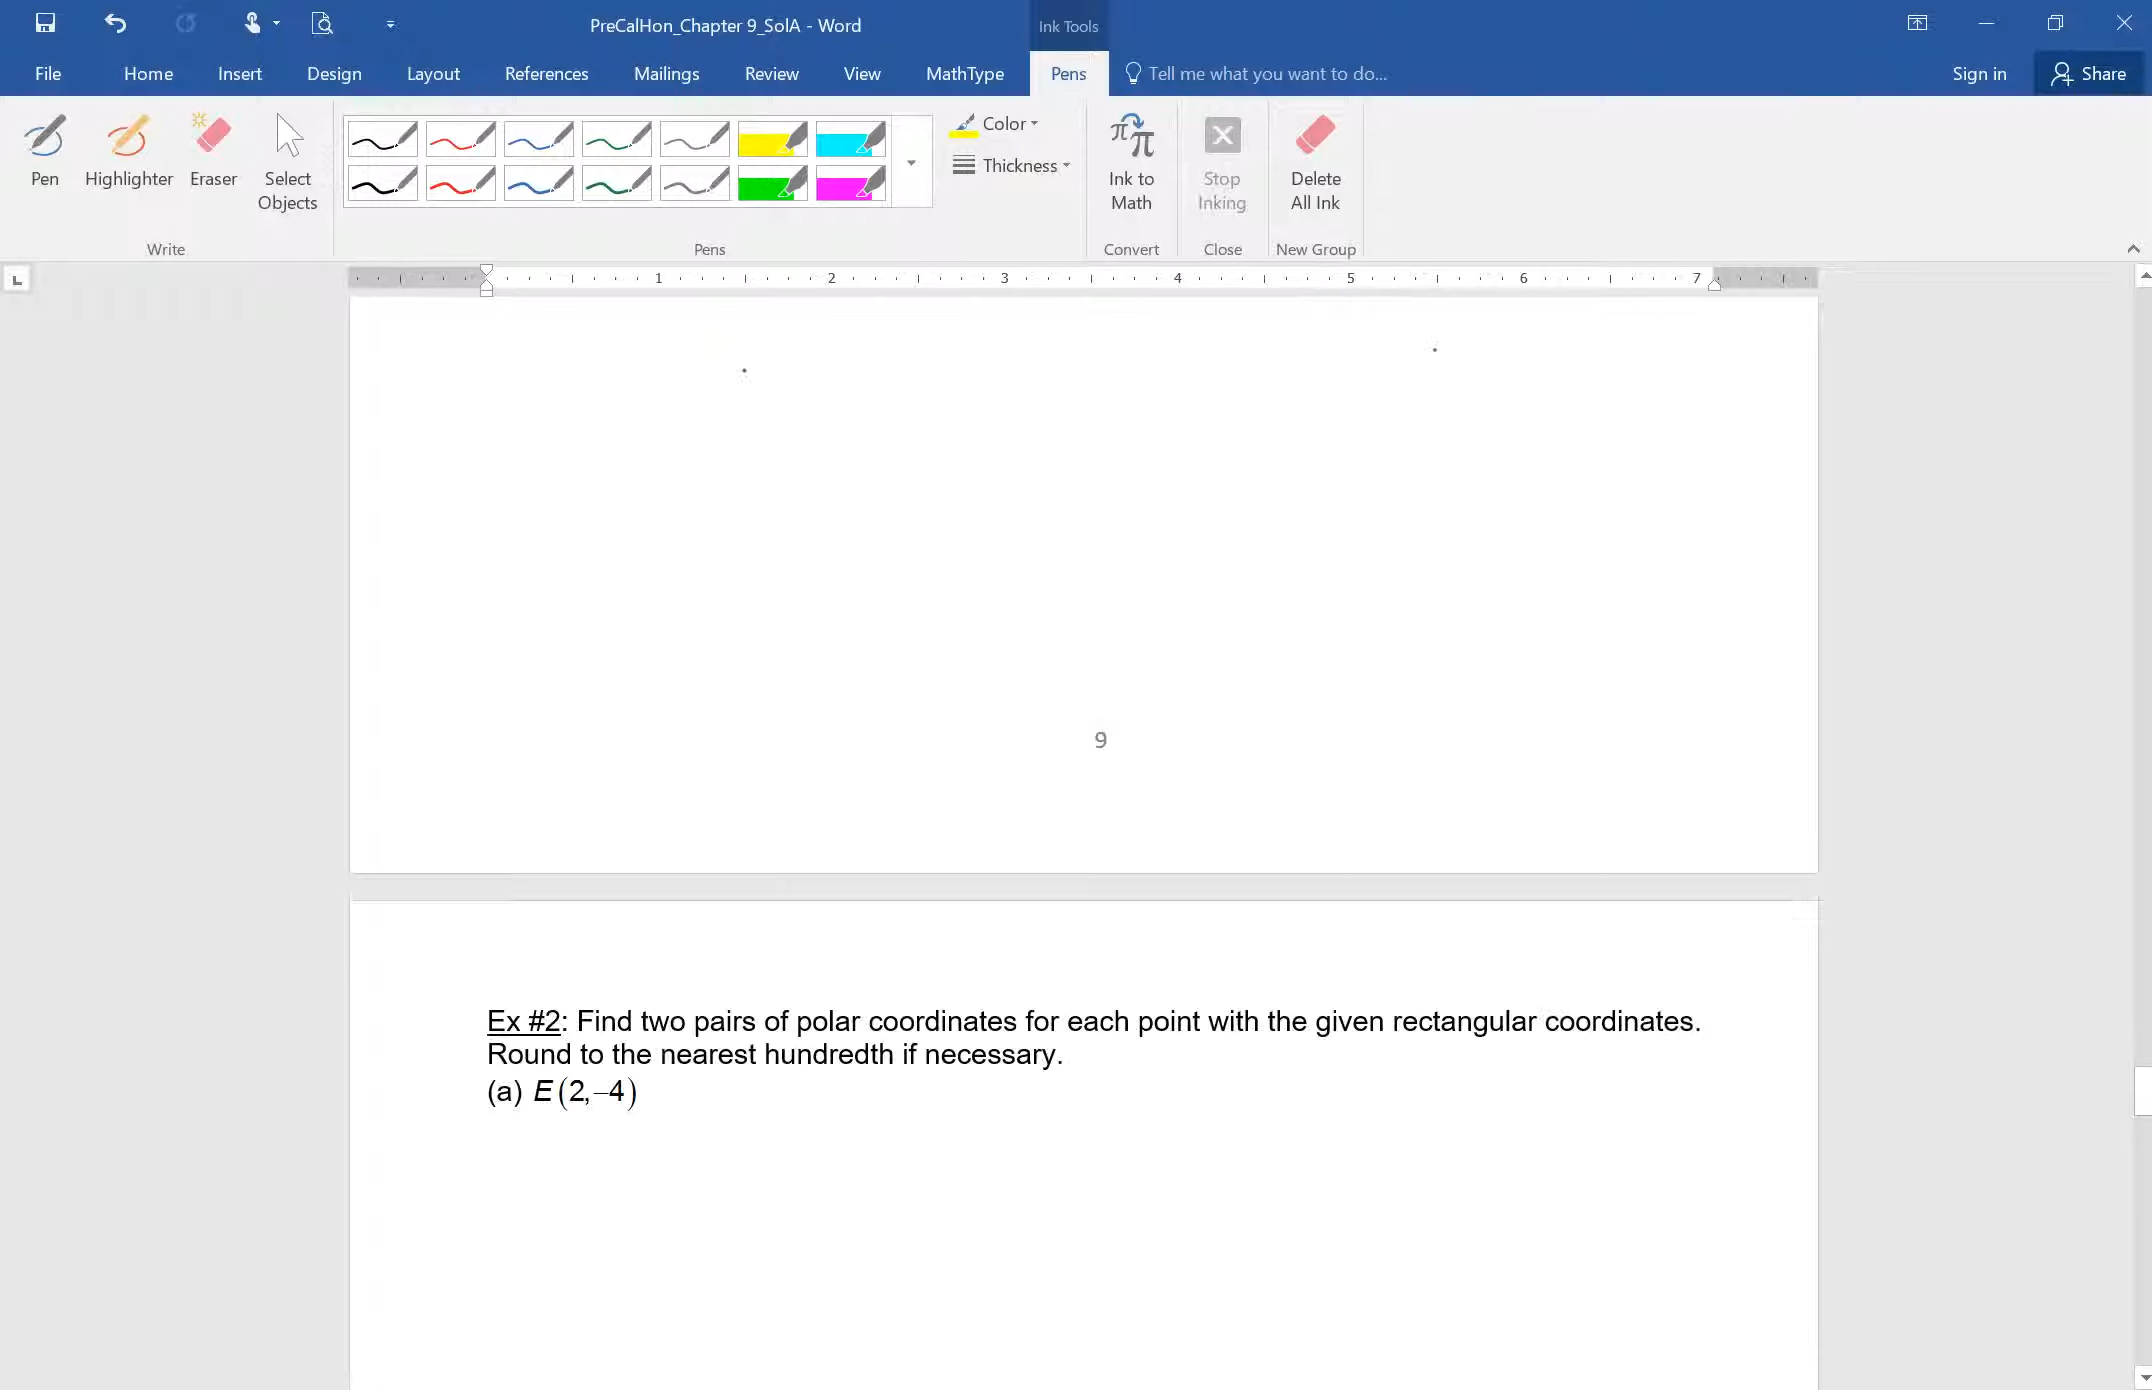 PreCalHon_Chapter 9_SolA - Word
Ink Tools
File Home Insert Design Layout References Mailings Review View MathType Pens Tell me what you want to do... Sign in Share
Pen Highlighter Eraser Select Objects
Color
Thickness
Ink to Math
Stop Inking
Delete All Ink
Write Pens Convert Close New Group
1 2 3 4 5 6 7
9
Ex #2: Find two pairs of polar coordinates for each point with the given rectangular coordinates.
Round to the nearest hundredth if necessary.
(a) E(2,–4)